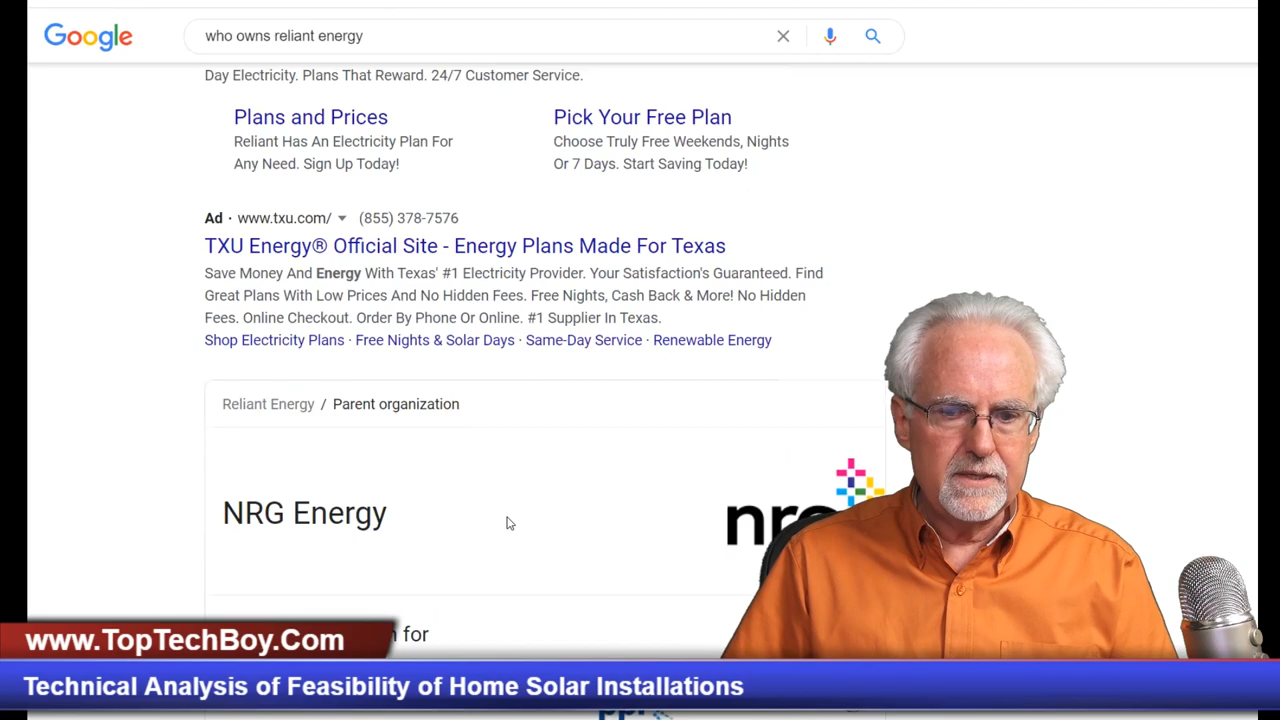 Google
who owns reliant energy
Day Electricity. Plans That Reward. 24/7 Customer Service.
Plans and Prices
Reliant Has An Electricity Plan For
Any Need. Sign Up Today!
Pick Your Free Plan
Choose Truly Free Weekends, Nights
Or 7 Days. Start Saving Today!
Ad · www.txu.com/ (855) 378-7576
TXU Energy® Official Site - Energy Plans Made For Texas
Save Money And Energy With Texas' #1 Electricity Provider. Your Satisfaction's Guaranteed. Find
Great Plans With Low Prices And No Hidden Fees. Free Nights, Cash Back & More! No Hidden
Fees. Online Checkout. Order By Phone Or Online. #1 Supplier In Texas.
Shop Electricity Plans · Free Nights & Solar Days · Same-Day Service · Renewable Energy
Reliant Energy / Parent organization
NRG Energy
nrg
for
www.TopTechBoy.Com
Technical Analysis of Feasibility of Home Solar Installations